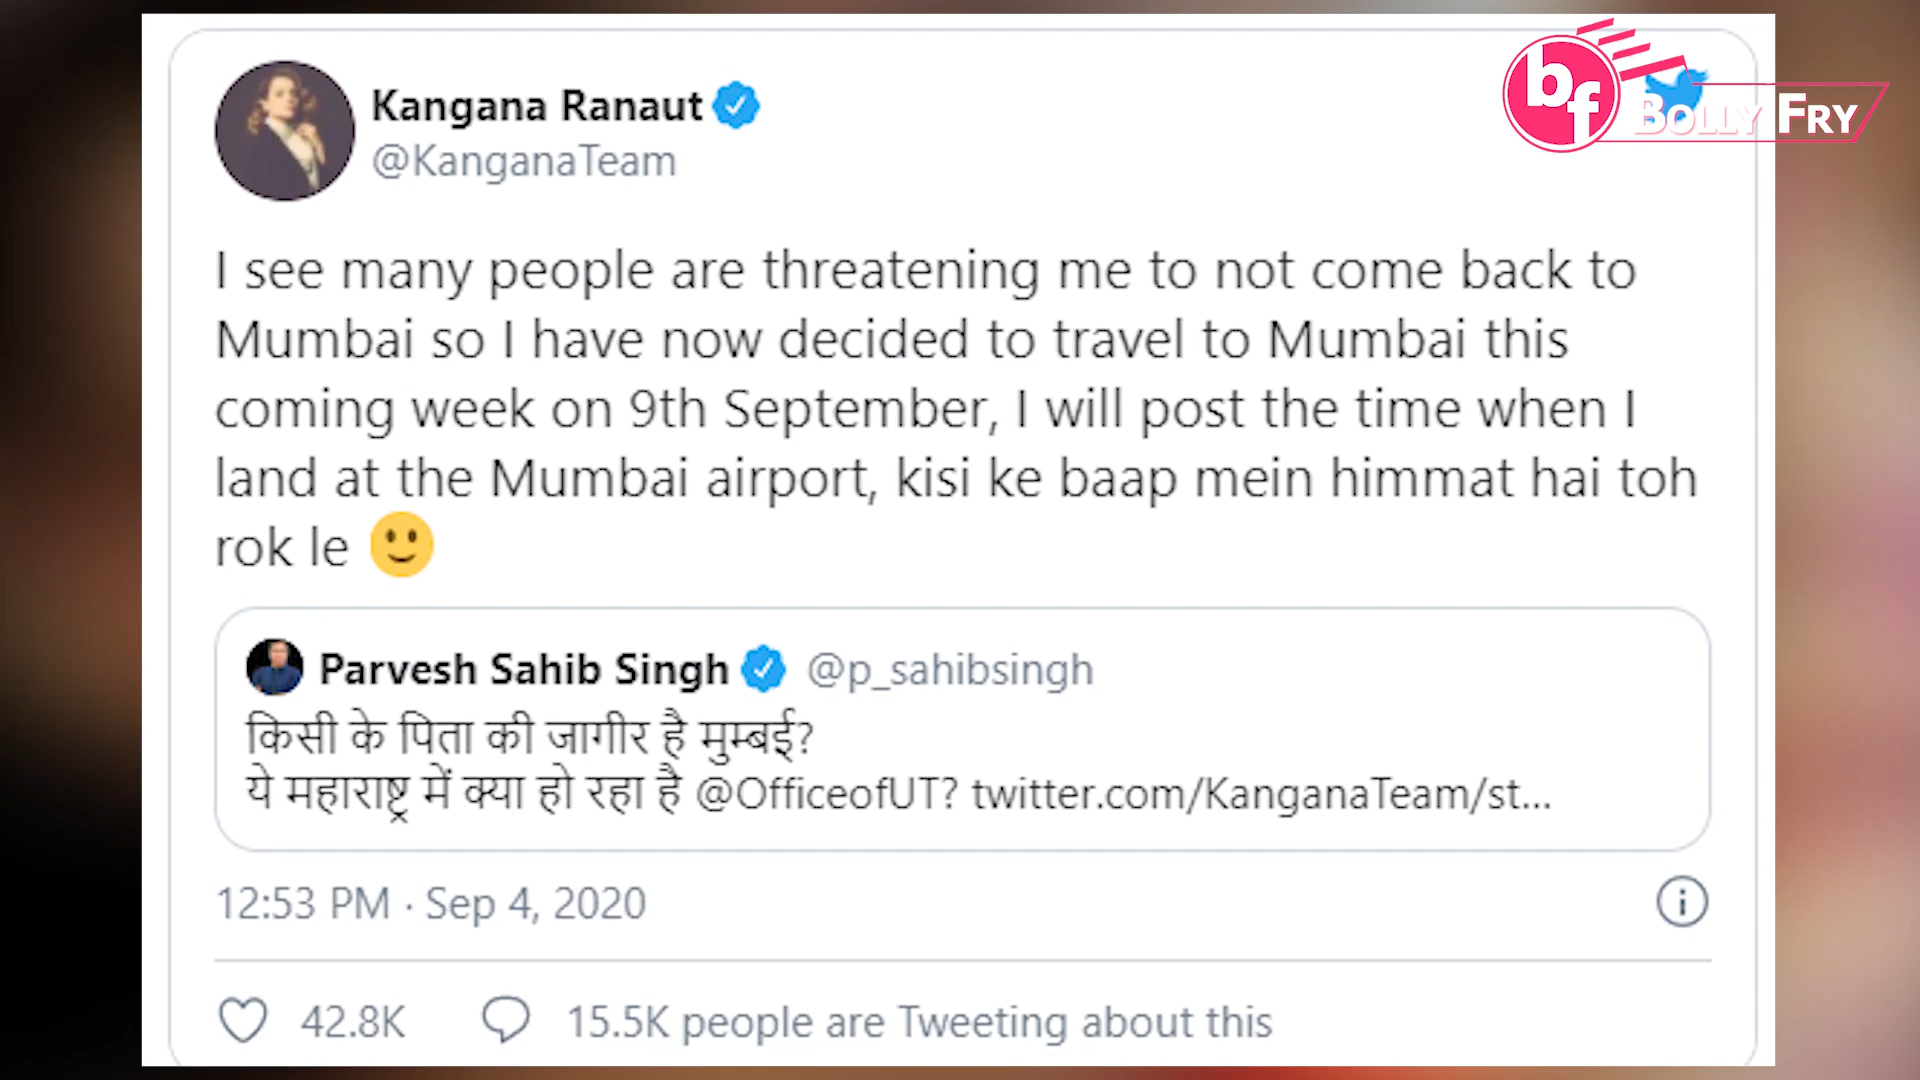 Kangana Ranaut
@KanganaTeam
bf BOLLY FRY
I see many people are threatening me to not come back to
Mumbai so I have now decided to travel to Mumbai this
coming week on 9th September, I will post the time when I
land at the Mumbai airport, kisi ke baap mein himmat hai toh
rok le 🙂
Parvesh Sahib Singh @p_sahibsingh
किसी के पिता की जागीर है मुम्बई?
ये महाराष्ट्र में क्या हो रहा है @OfficeofUT? twitter.com/KanganaTeam/st...
12:53 PM · Sep 4, 2020
42.8K 15.5K people are Tweeting about this